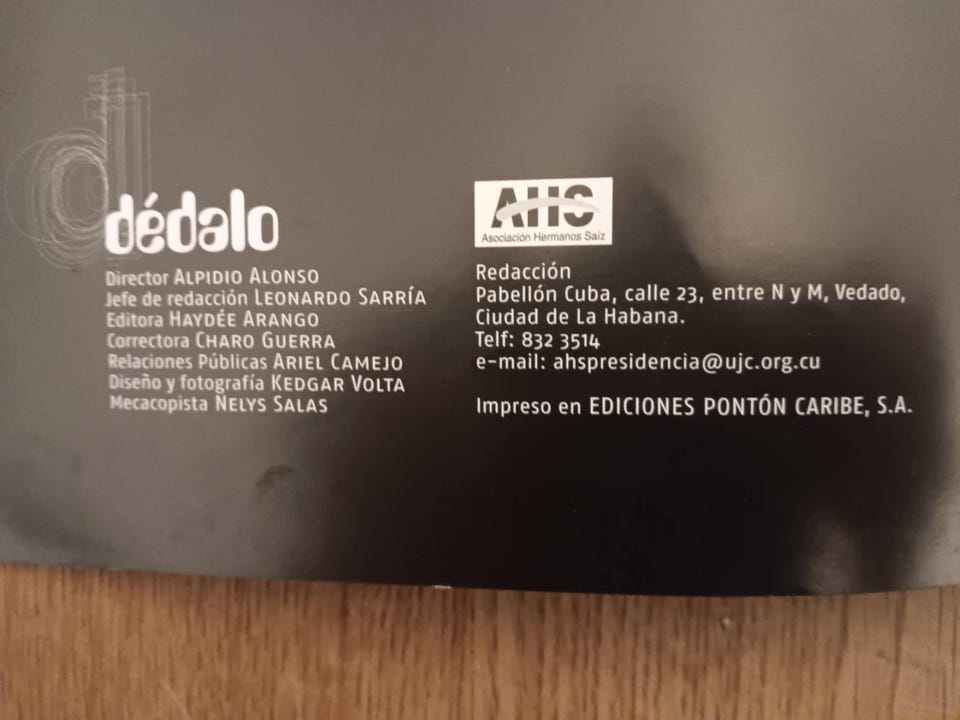 dédalo
Director ALPIDIO ALONSO
Jefe de redacción LEONARDO SARRÍA
Editora HAYDÉE ARANGO
Correctora CHARO GUERRA
Relaciones Públicas ARIEL CAMEJO
Diseño y fotografía KEDGAR VOLTA
Mecacopista NELYS SALAS
AHS
Asociación Hermanos Saíz
Redacción
Pabellón Cuba, calle 23, entre N y M, Vedado,
Ciudad de La Habana.
Telf: 832 3514
e-mail: ahspresidencia@ujc.org.cu
Impreso en EDICIONES PONTÓN CARIBE, S.A.